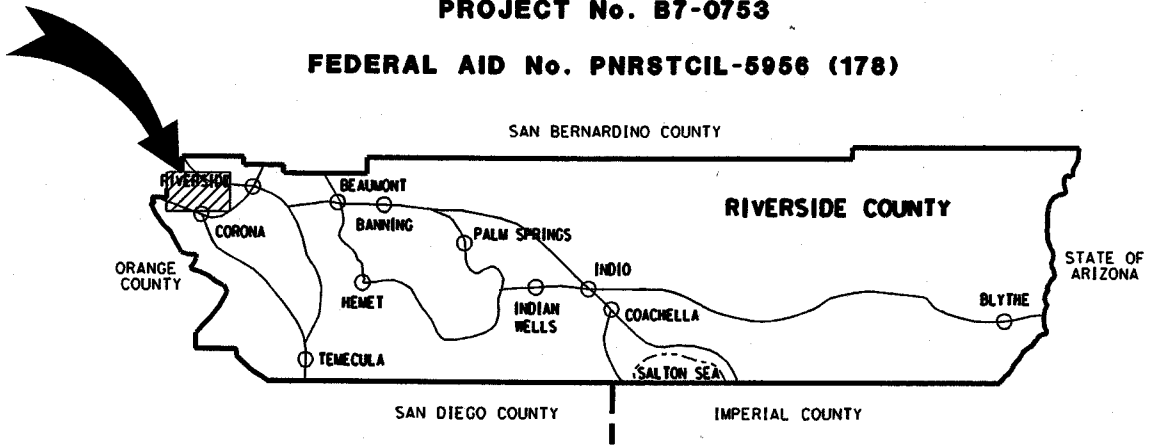 PROJECT No. B7-0753
FEDERAL AID No. PNRSTCIL-5956 (178)
SAN BERNARDINO COUNTY
RIVERSIDE
BEAUMONT
BANNING
RIVERSIDE COUNTY
CORONA
PALM SPRINGS
ORANGE
COUNTY
STATE OF
ARIZONA
INDIO
HEMET
INDIAN
WELLS
COACHELLA
BLYTHE
TEMECULA
SALTON SEA
SAN DIEGO COUNTY
IMPERIAL COUNTY